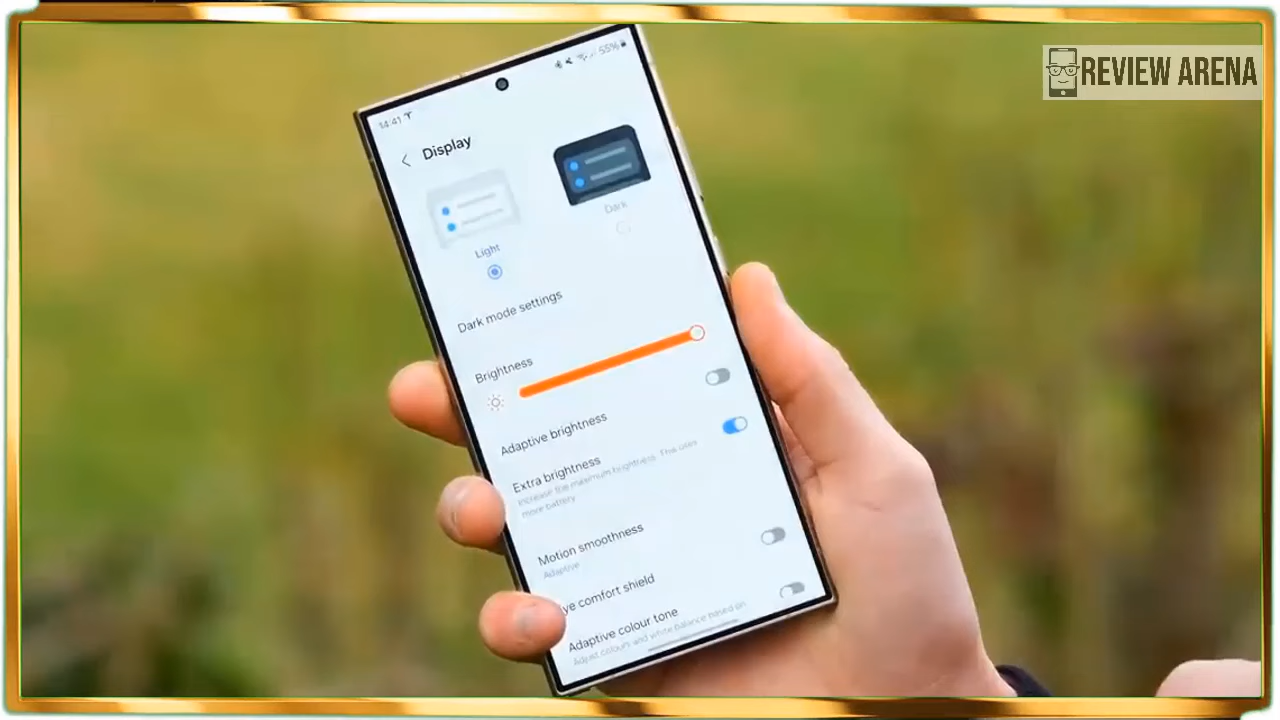 REVIEW ARENA
14:41
55%
Display
Light
Dark
Dark mode settings
Brightness
Adaptive brightness
Extra brightness
Increase the maximum brightness. This uses
more battery.
Motion smoothness
Adaptive
ye comfort shield
Adaptive colour tone
Adjust colours and white balance based on